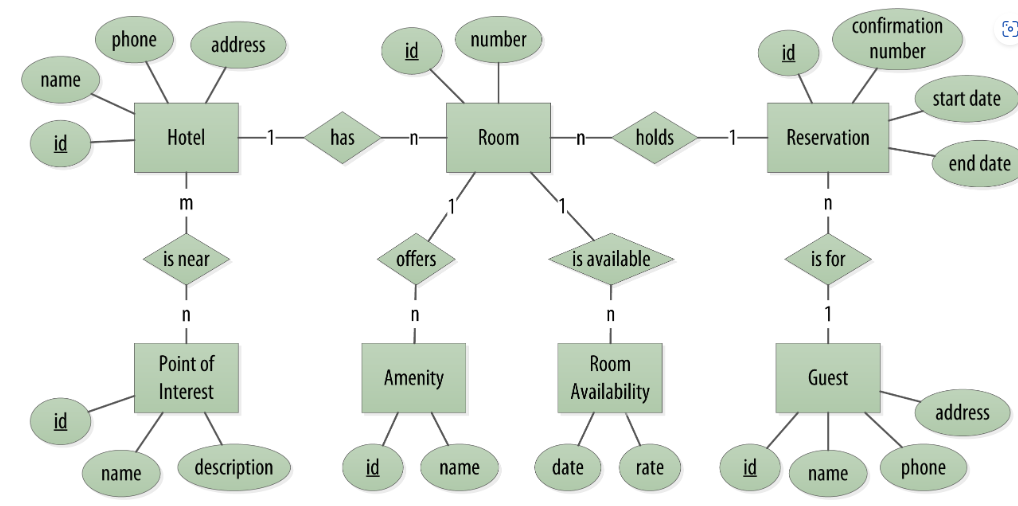 phone
address
name
id
Hotel
1
has
n
id
number
Room
n
holds
1
id
confirmation
number
start date
end date
Reservation
m
is near
n
1
offers
n
1
is available
n
n
is for
1
Point of
Interest
id
name
description
Amenity
id
name
Room
Availability
date
rate
Guest
address
id
name
phone